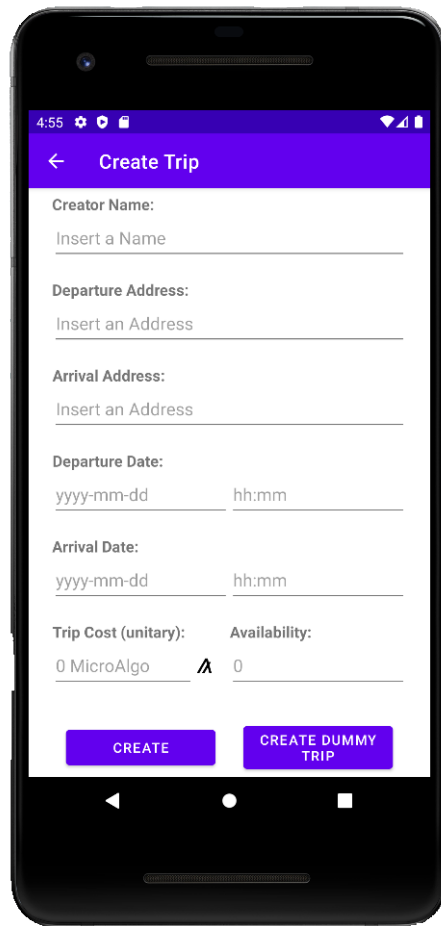 4:55
Create Trip
Creator Name:
Insert a Name
Departure Address:
Insert an Address
Arrival Address:
Insert an Address
Departure Date:
yyyy-mm-dd hh:mm
Arrival Date:
yyyy-mm-dd hh:mm
Trip Cost (unitary): Availability:
0 MicroAlgo 0
CREATE
CREATE DUMMY
TRIP